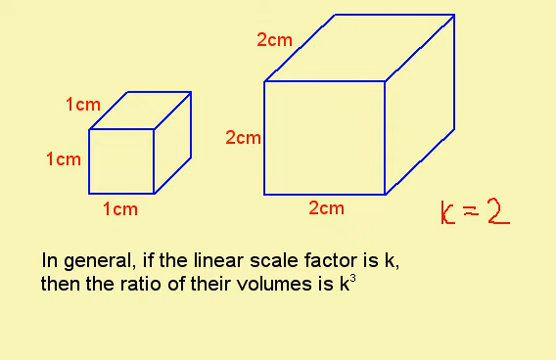 2cm
1cm
2cm
1cm
1cm
2cm
k=2
In general, if the linear scale factor is k,
then the ratio of their volumes is k³